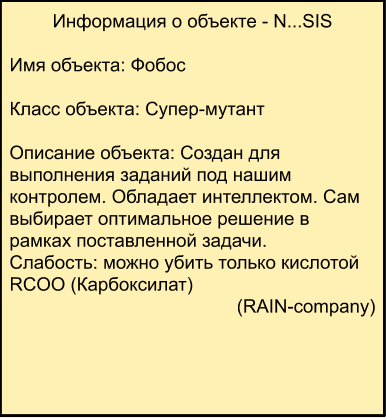 Информация о объекте - N...SIS
Имя объекта: Фобос
Класс объекта: Супер-мутант
Описание объекта: Создан для
выполнения заданий под нашим
контролем. Обладает интеллектом. Сам
выбирает оптимальное решение в
рамках поставленной задачи.
Слабость: можно убить только кислотой
RCOO (Карбоксилат)
(RAIN-company)